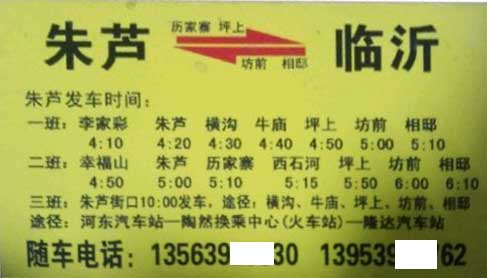 朱芦 历家寨 坪上 临沂
坊前 相邸
朱芦发车时间：
一班：李家彩 朱芦 横沟 牛庙 坪上 坊前 相邸
4:10 4:20 4:30 4:40 4:50 5:00 5:10
二班：幸福山 朱芦 历家寨 西石河 坪上 坊前 相邸
4:50 5:00 5:10 5:15 5:50 6:00 6:10
三班：朱芦街口10:00发车，途径：横沟、牛庙、坪上、坊前、相邸
途径：河东汽车站—陶然换乘中心(火车站)—隆达汽车站
随车电话：13563930 13953962